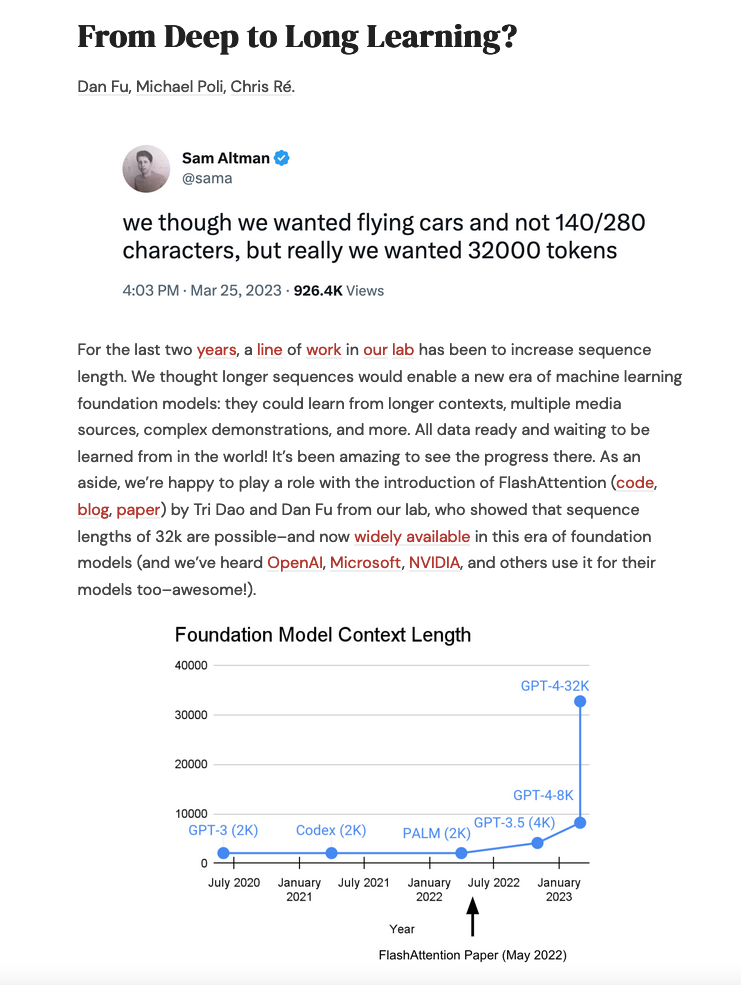 From Deep to Long Learning?
Dan Fu, Michael Poli, Chris Ré.
Sam Altman
@sama
we though we wanted flying cars and not 140/280
characters, but really we wanted 32000 tokens
4:03 PM · Mar 25, 2023 · 926.4K Views
For the last two years, a line of work in our lab has been to increase sequence
length. We thought longer sequences would enable a new era of machine learning
foundation models: they could learn from longer contexts, multiple media
sources, complex demonstrations, and more. All data ready and waiting to be
learned from in the world! It’s been amazing to see the progress there. As an
aside, we’re happy to play a role with the introduction of FlashAttention (code,
blog, paper) by Tri Dao and Dan Fu from our lab, who showed that sequence
lengths of 32k are possible–and now widely available in this era of foundation
models (and we’ve heard OpenAI, Microsoft, NVIDIA, and others use it for their
models too–awesome!).
Foundation Model Context Length
40000
GPT-4-32K
30000
20000
GPT-4-8K
10000
GPT-3 (2K) Codex (2K) PALM (2K) GPT-3.5 (4K)
0
July 2020 January 2021 July 2021 January 2022 July 2022 January 2023
Year
FlashAttention Paper (May 2022)